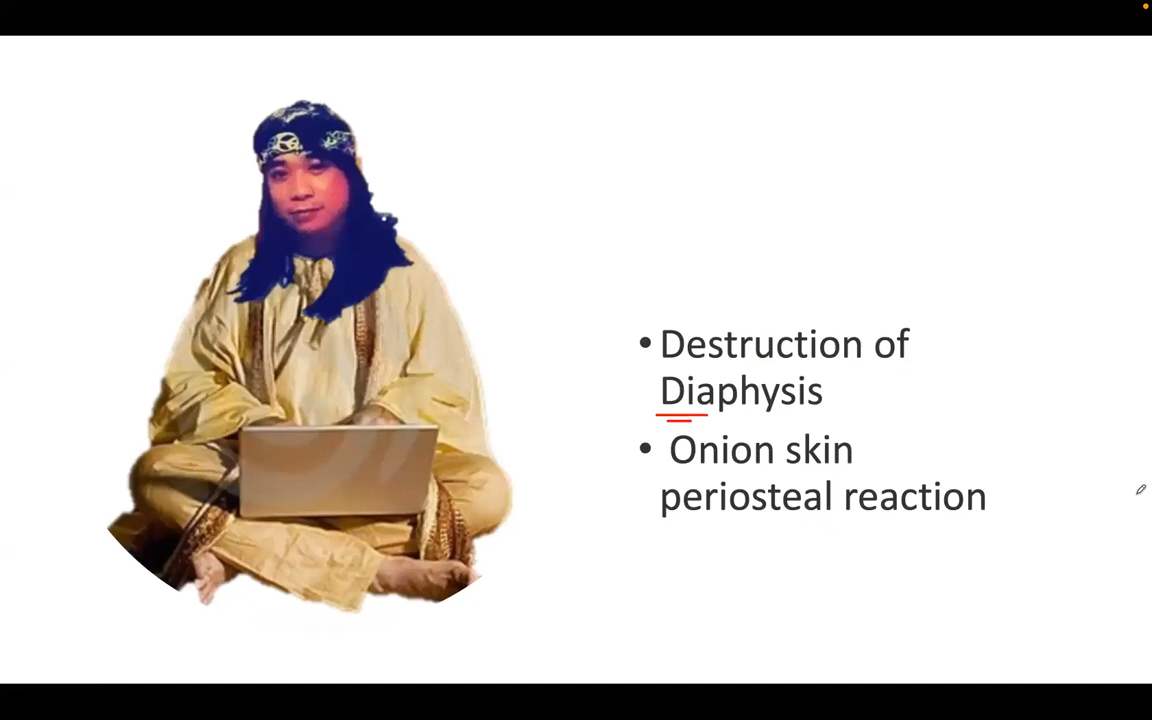 • Destruction of
Diaphysis
• Onion skin
periosteal reaction